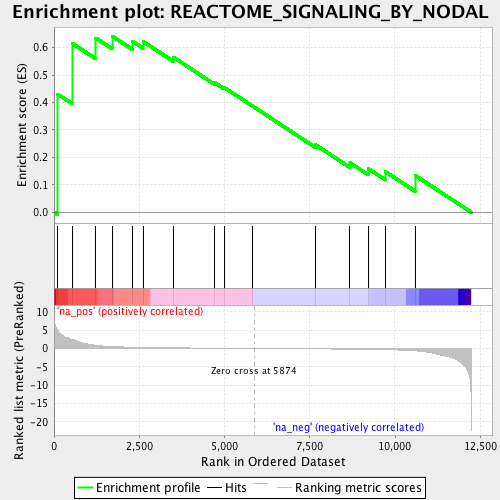 Enrichment plot: REACTOME_SIGNALING_BY_NODAL
Enrichment score (ES)
0.6
0.5
0.4
0.3
0.2
0.1
0.0
'na_pos' (positively correlated)
Ranked list metric (PreRanked)
10
5
0
-5
-10
-15
-20
Zero cross at 5874
'na_neg' (negatively correlated)
0 2,500 5,000 7,500 10,000 12,500
Rank in Ordered Dataset
Enrichment profile Hits Ranking metric scores